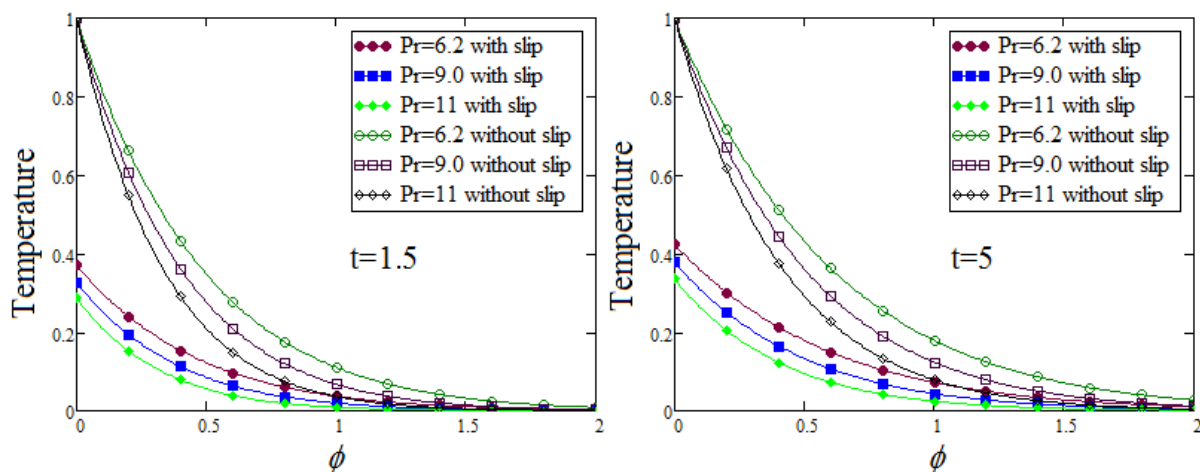 1
0.8
0.6
0.4
0.2
0
Temperature
Pr=6.2 with slip
Pr=9.0 with slip
Pr=11 with slip
Pr=6.2 without slip
Pr=9.0 without slip
Pr=11 without slip
t=1.5
0 0.5 1 1.5 2
ϕ
1
0.8
0.6
0.4
0.2
0
Temperature
Pr=6.2 with slip
Pr=9.0 with slip
Pr=11 with slip
Pr=6.2 without slip
Pr=9.0 without slip
Pr=11 without slip
t=5
0 0.5 1 1.5 2
ϕ